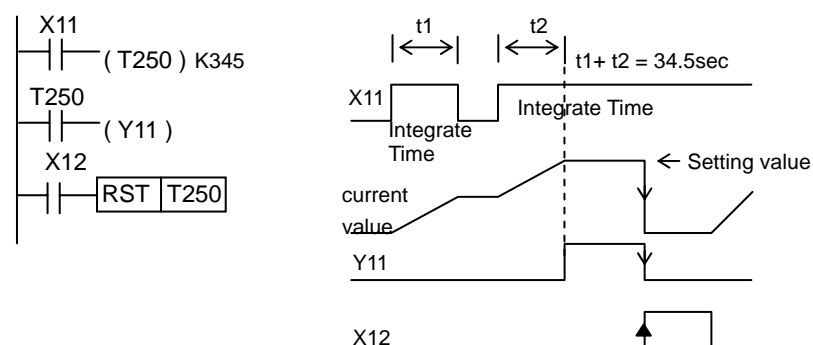 X11
( T250 ) K345
T250
( Y11 )
X12
RST T250
t1 t2
t1+ t2 = 34.5sec
X11
Integrate Time
Integrate
Time
Setting value
current
value
Y11
X12